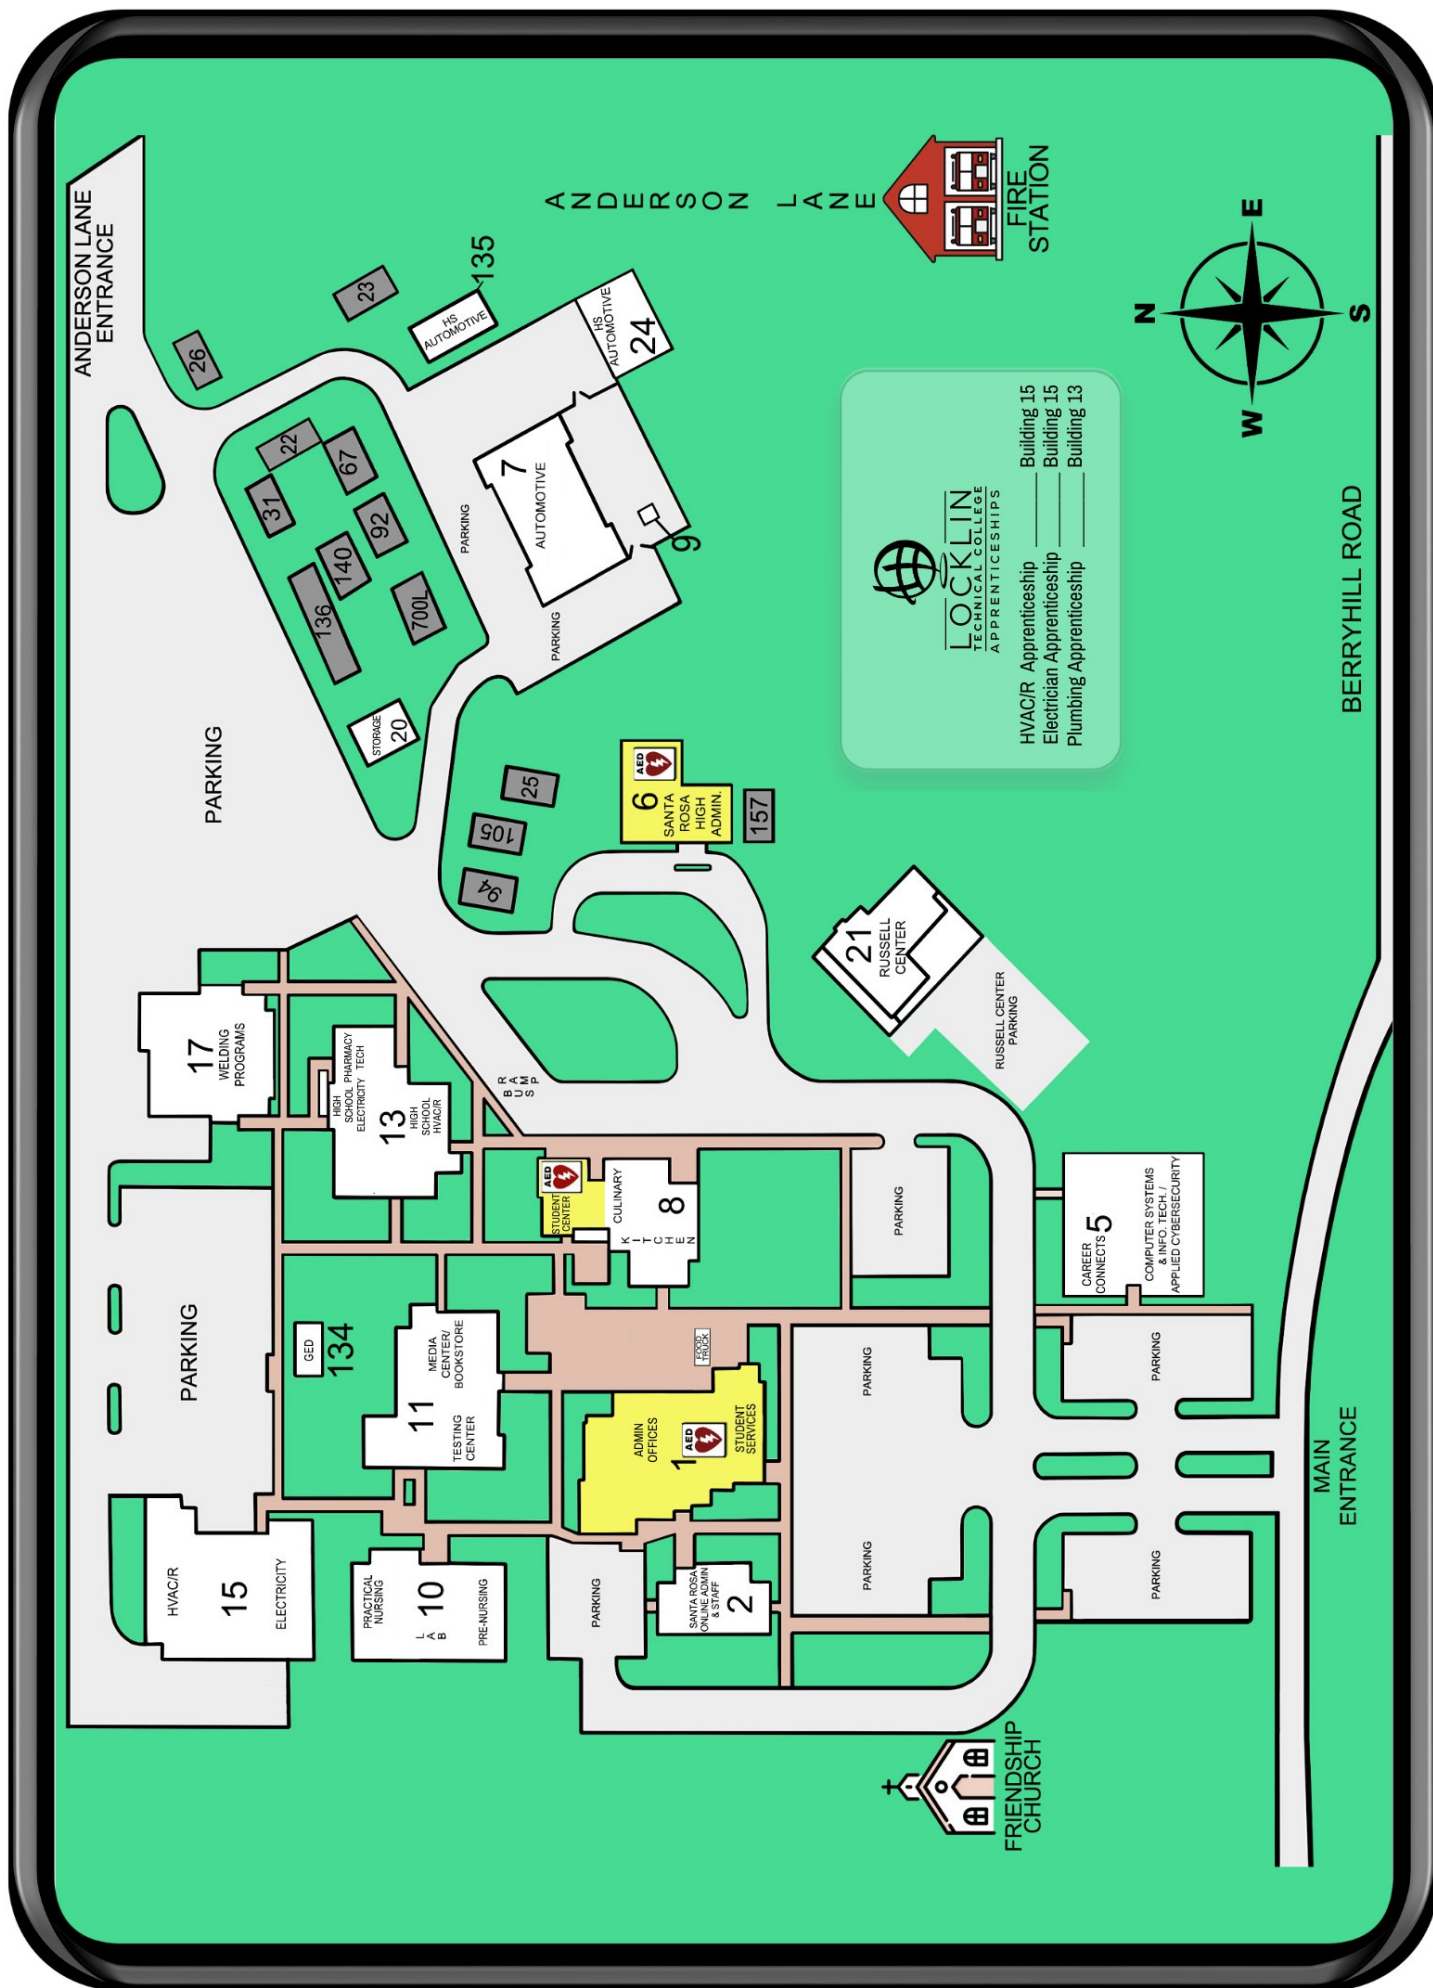 ANDERSON LANE
ENTRANCE
26
23
135
HS
AUTOMOTIVE
HS
AUTOMOTIVE
24
22
31
67
92
140
136
700L
STORAGE
20
PARKING
7
AUTOMOTIVE
PARKING
9
PARKING
ANDERSON LANE
FIRE
STATION
N
E
S
W
LOCKLIN
TECHNICAL COLLEGE
APPRENTICESHIPS
HVAC/R Apprenticeship ______ Building 15
Electrician Apprenticeship ______ Building 15
Plumbing Apprenticeship ______ Building 13
BERRYHILL ROAD
25
105
94
AED
6
SANTA
ROSA
HIGH
ADMIN.
157
21
RUSSELL
CENTER
RUSSELL CENTER
PARKING
17
WELDING
PROGRAMS
HIGH
SCHOOL PHARMACY
ELECTRICITY TECH
13
HIGH
SCHOOL
HVAC/R
BUS
RAMP
AED
STUDENT
CENTER
CULINARY
8
KITCHEN
PARKING
CAREER
CONNECTS 5
COMPUTER SYSTEMS
& INFO. TECH. /
APPLIED CYBERSECURITY
PARKING
GED
134
11
MEDIA
CENTER/
BOOKSTORE
TESTING
CENTER
FOOD
TRUCK
ADMIN
OFFICES
1
AED
STUDENT
SERVICES
PARKING
PARKING
PARKING
PARKING
MAIN
ENTRANCE
HVAC/R
15
ELECTRICITY
PRACTICAL
NURSING
LAB
10
PRE-NURSING
PARKING
SANTA ROSA
ONLINE ADMIN
& STAFF
2
FRIENDSHIP
CHURCH